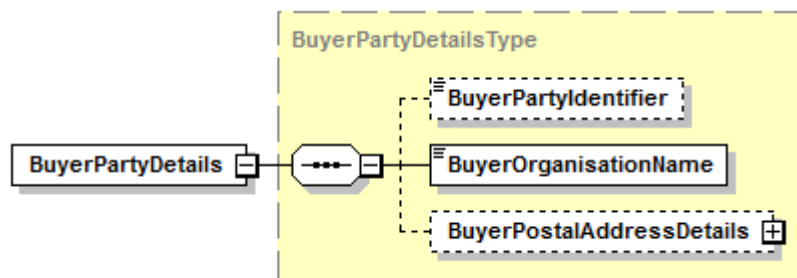 BuyerPartyDetailsType
BuyerPartyIdentifier
BuyerPartyDetails
BuyerOrganisationName
BuyerPostalAddressDetails